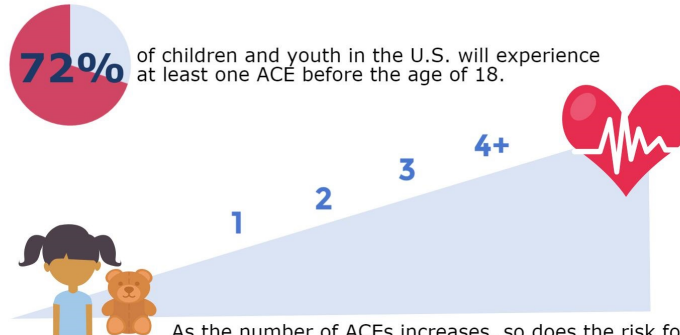 72%
of children and youth in the U.S. will experience
at least one ACE before the age of 18.
1
2
3
4+
As the number of ACEs increases, so does the risk fo